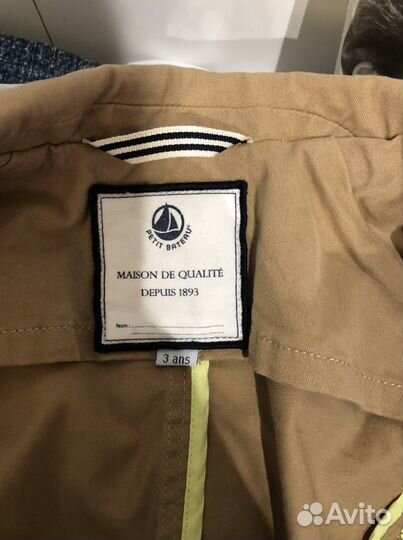 PETIT BATEAU®
MAISON DE QUALITÉ
DEPUIS 1893
Nom :
3 ans
Avito